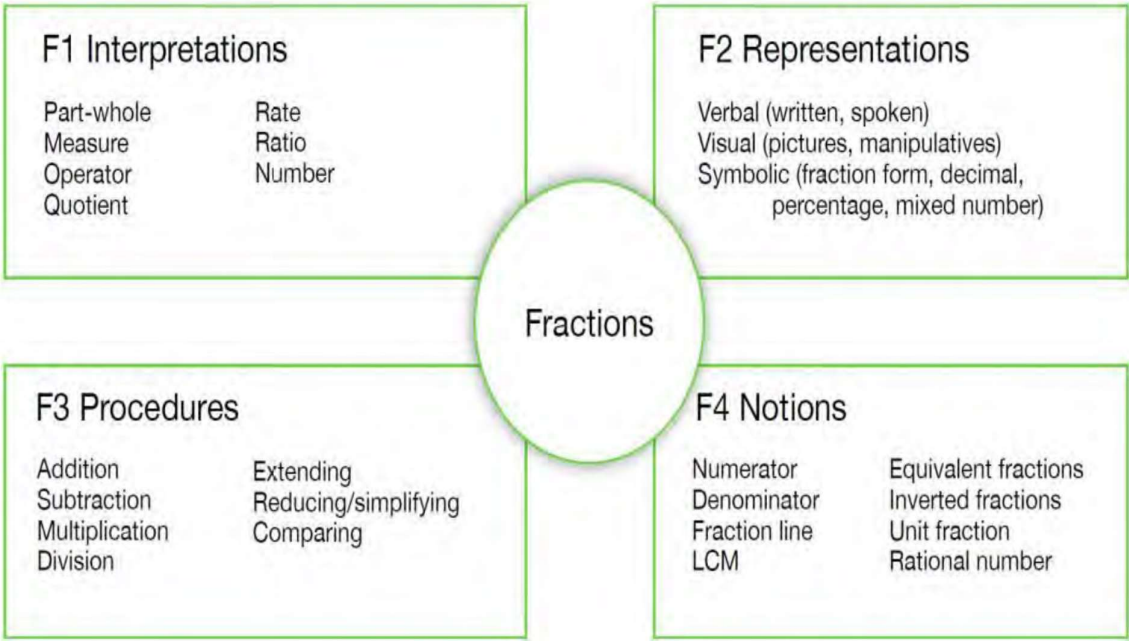 F1 Interpretations
Part-whole
Measure
Operator
Quotient
Rate
Ratio
Number
F2 Representations
Verbal (written, spoken)
Visual (pictures, manipulatives)
Symbolic (fraction form, decimal,
percentage, mixed number)
Fractions
F3 Procedures
Addition
Subtraction
Multiplication
Division
Extending
Reducing/simplifying
Comparing
F4 Notions
Numerator
Denominator
Fraction line
LCM
Equivalent fractions
Inverted fractions
Unit fraction
Rational number